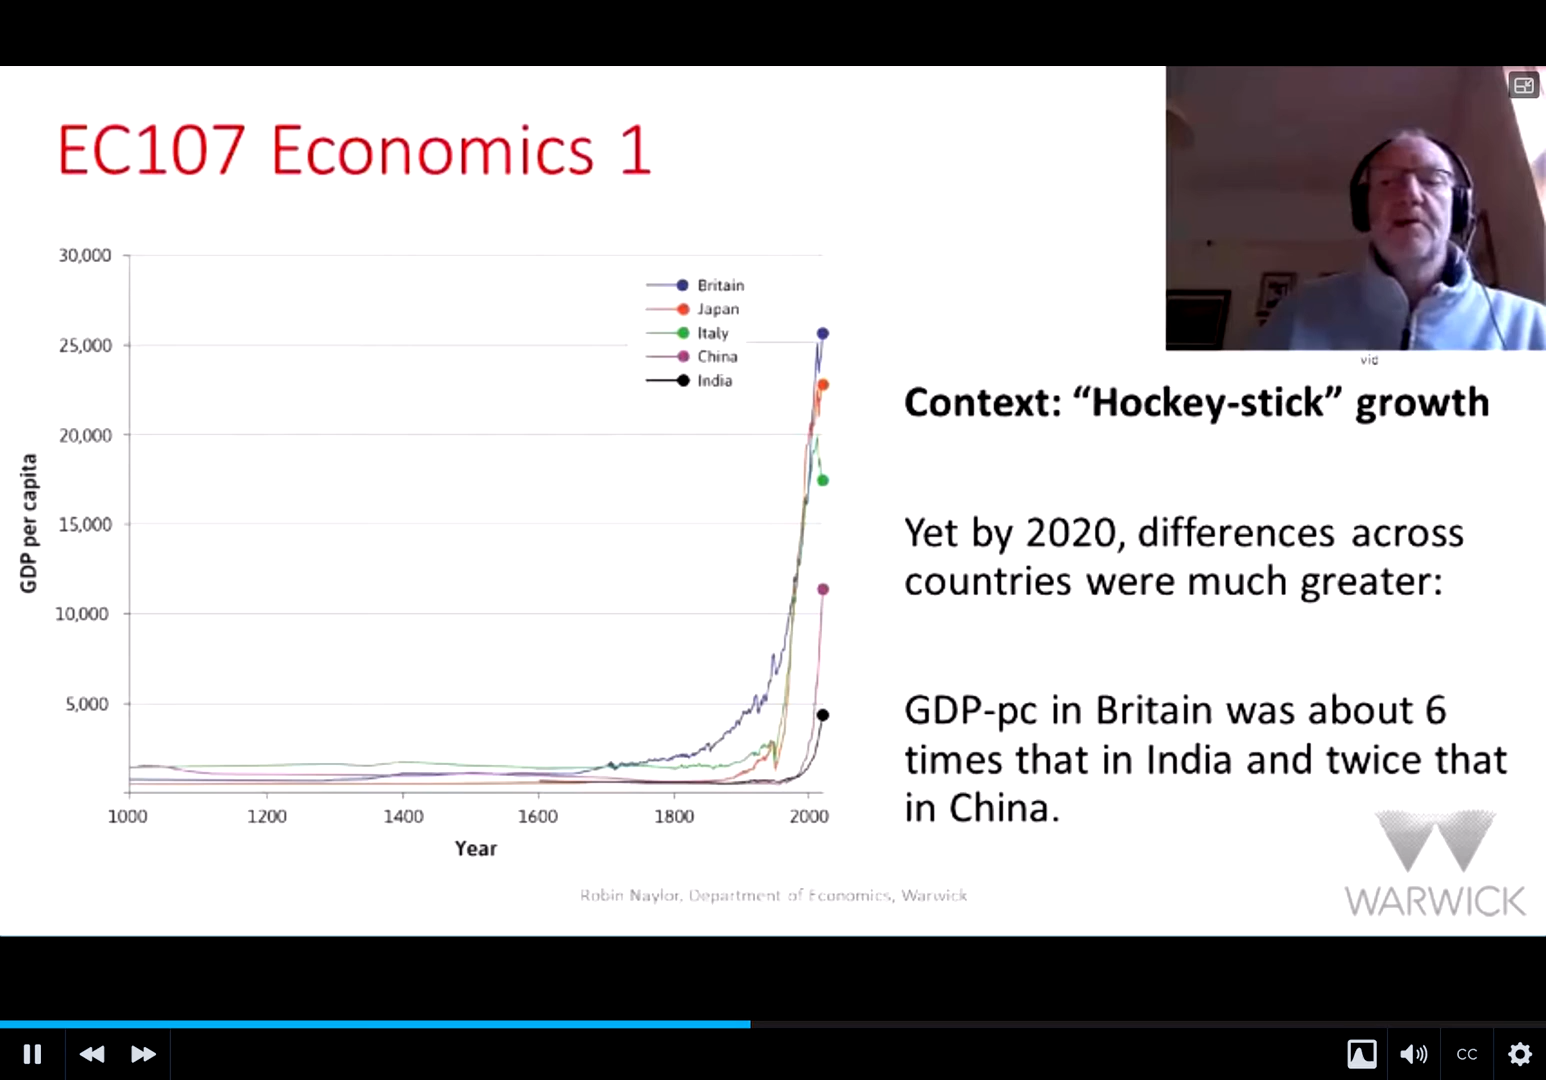 EC107 Economics 1
30,000
25,000
20,000
15,000
10,000
5,000
GDP per capita
Britain
Japan
Italy
China
India
1000 1200 1400 1600 1800 2000
Year
vid
Context: “Hockey-stick” growth
Yet by 2020, differences across
countries were much greater:
GDP-pc in Britain was about 6
times that in India and twice that
in China.
WARWICK
Robin Naylor, Department of Economics, Warwick
CC